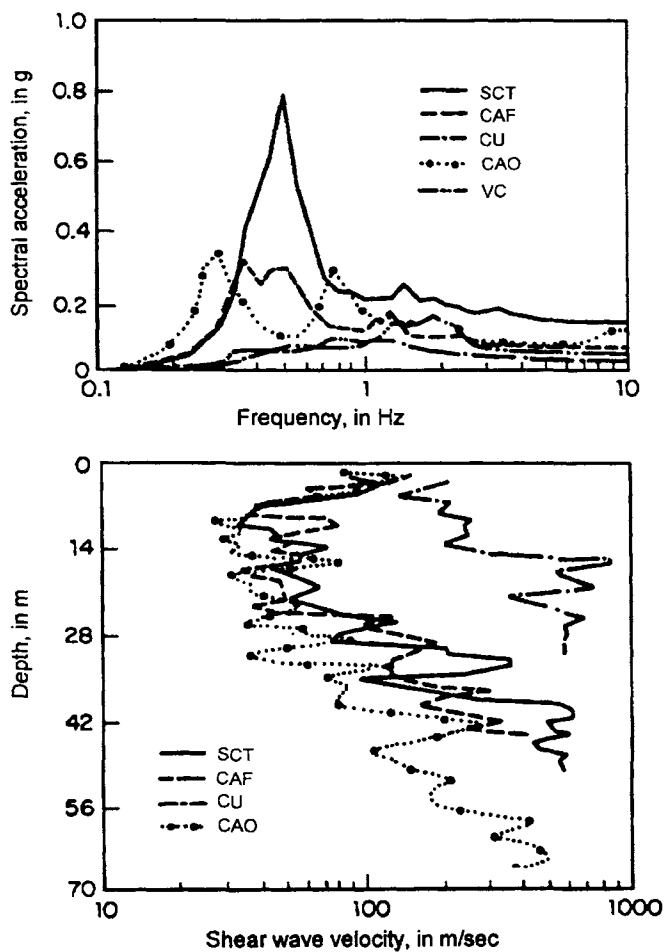 1.0
0.8
0.6
0.4
0.2
0
Spectral acceleration, in g
SCT
CAF
CU
CAO
VC
0.1
1
10
Frequency, in Hz
0
14
28
42
56
70
Depth, in m
SCT
CAF
CU
CAO
10
100
1000
Shear wave velocity, in m/sec